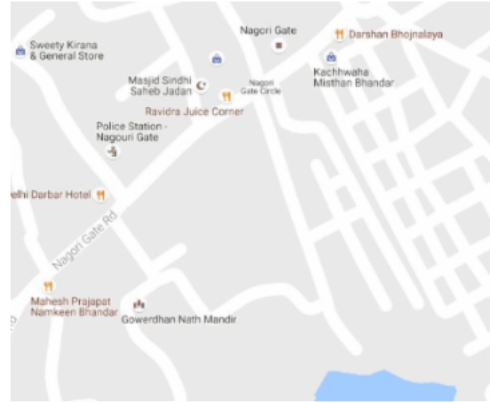 Nagori Gate
Darshan Bhojnalaya
Sweety Kirana
& General Store
Kachhwaha
Misthan Bhandar
Masjid Sindhi
Saheb Jadan
Nagori
Gate Circle
Ravidra Juice Corner
Police Station -
Nagouri Gate
elhi Darbar Hotel
Nagori Gate Rd
Mahesh Prajapat
Namkeen Bhandar
Gowerdhan Nath Mandir